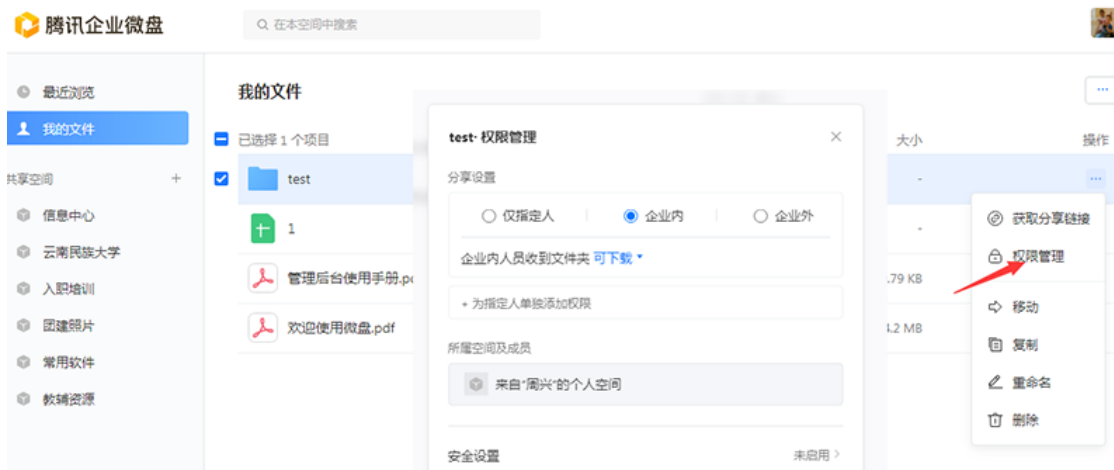 腾讯企业微盘
在本空间中搜索
最近浏览
我的文件
共享空间
+
信息中心
云南民族大学
入职培训
团建照片
常用软件
教辅资源
我的文件
...
已选择 1 个项目
大小
操作
test
-
...
1
-
管理后台使用手册.p
.79 KB
欢迎使用微盘.pdf
4.2 MB
test· 权限管理
分享设置
仅指定人
企业内
企业外
企业内人员收到文件夹 可下载
+ 为指定人单独添加权限
所属空间及成员
来自"周兴"的个人空间
安全设置
未启用 >
获取分享链接
权限管理
移动
复制
重命名
删除